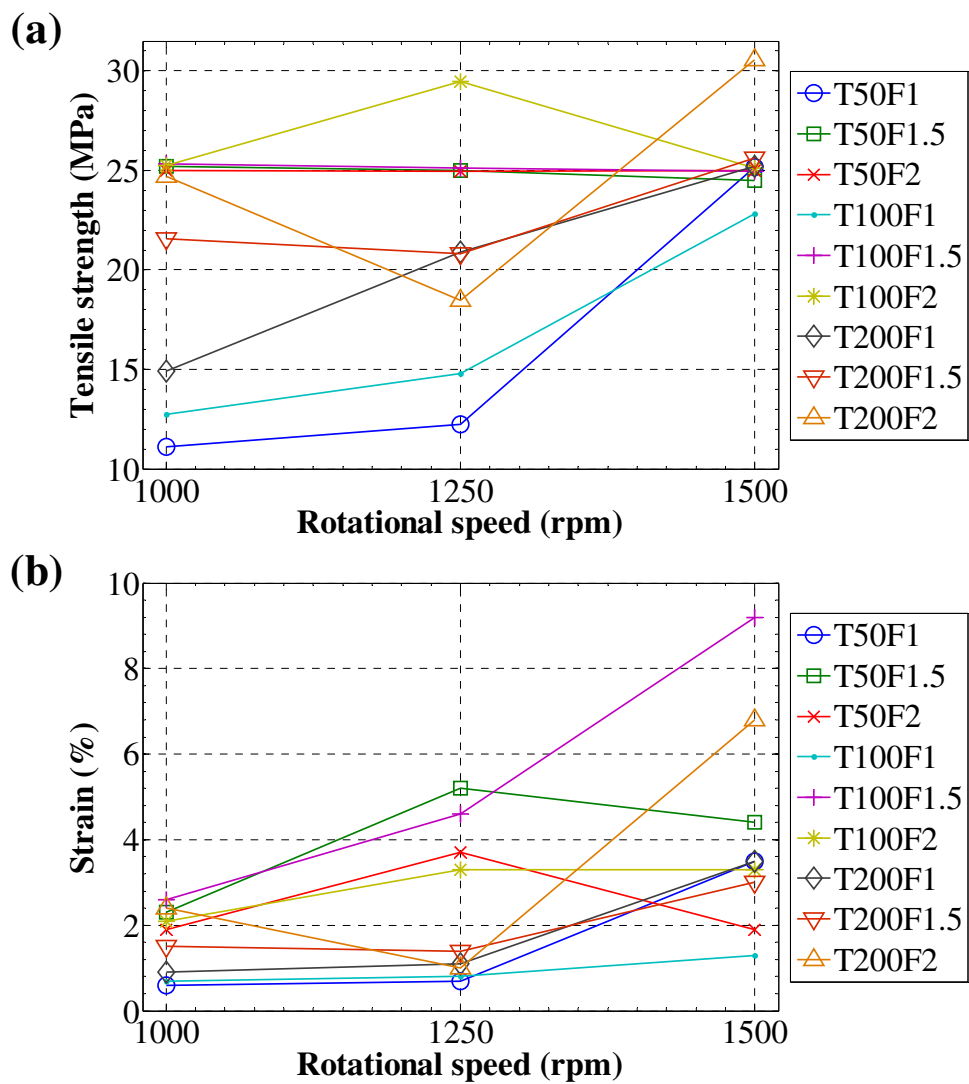 (a)
Tensile strength (MPa)
30
25
20
15
10
1000 1250 1500
Rotational speed (rpm)
T50F1
T50F1.5
T50F2
T100F1
T100F1.5
T100F2
T200F1
T200F1.5
T200F2
(b)
Strain (%)
10
8
6
4
2
0
1000 1250 1500
Rotational speed (rpm)
T50F1
T50F1.5
T50F2
T100F1
T100F1.5
T100F2
T200F1
T200F1.5
T200F2